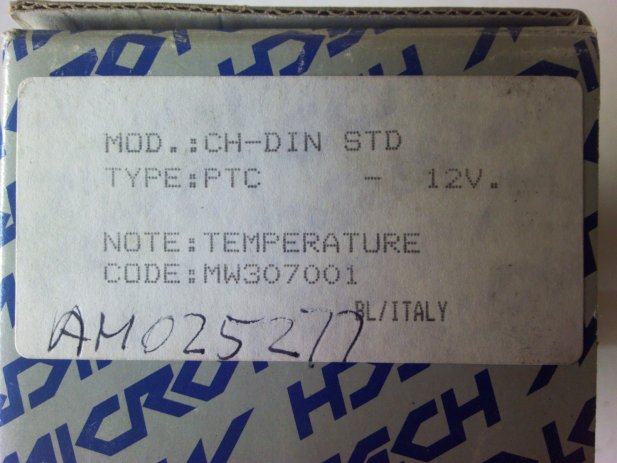 MOD.:CH-DIN STD
TYPE:PTC - 12V.
NOTE:TEMPERATURE
CODE:MW307001
BL/ITALY
AM025277